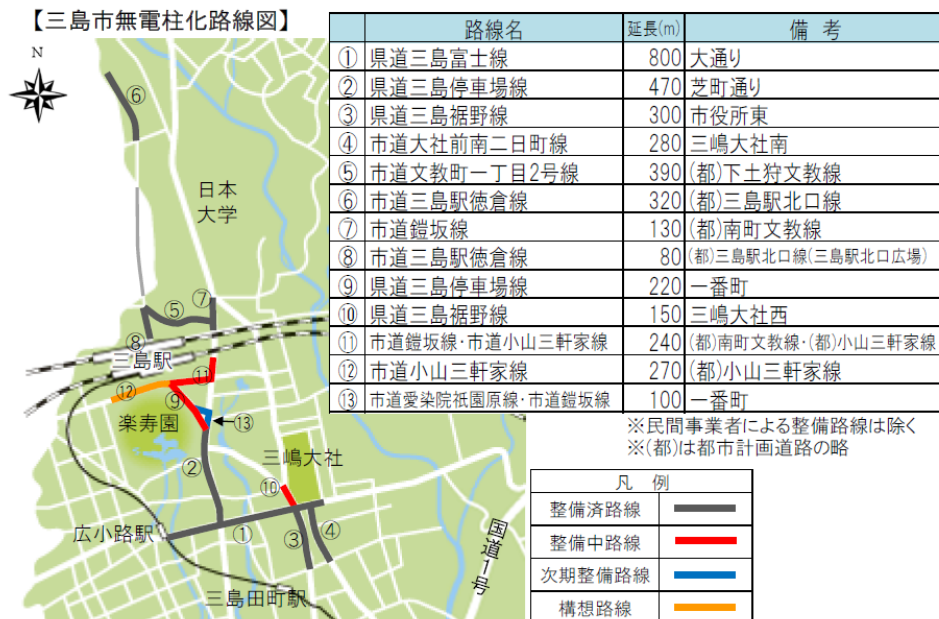 【三島市無電柱化路線図】
N
⑥
日本
大学
⑤
⑦
⑧
三島駅
⑪
⑫
⑨
楽寿園
⑬
②
三嶋大社
⑩
広小路駅
①
③
④
国道1号
三島田町駅
路線名 延長(m) 備 考
① 県道三島富士線 800 大通り
② 県道三島停車場線 470 芝町通り
③ 県道三島裾野線 300 市役所東
④ 市道大社前南二日町線 280 三嶋大社南
⑤ 市道文教町一丁目2号線 390 (都)下土狩文教線
⑥ 市道三島駅徳倉線 320 (都)三島駅北口線
⑦ 市道鎧坂線 130 (都)南町文教線
⑧ 市道三島駅徳倉線 80 (都)三島駅北口線(三島駅北口広場)
⑨ 県道三島停車場線 220 一番町
⑩ 県道三島裾野線 150 三嶋大社西
⑪ 市道鎧坂線・市道小山三軒家線 240 (都)南町文教線・(都)小山三軒家線
⑫ 市道小山三軒家線 270 (都)小山三軒家線
⑬ 市道愛染院祇園原線・市道鎧坂線 100 一番町
※民間事業者による整備路線は除く
※(都)は都市計画道路の略
凡 例
整備済路線
整備中路線
次期整備路線
構想路線